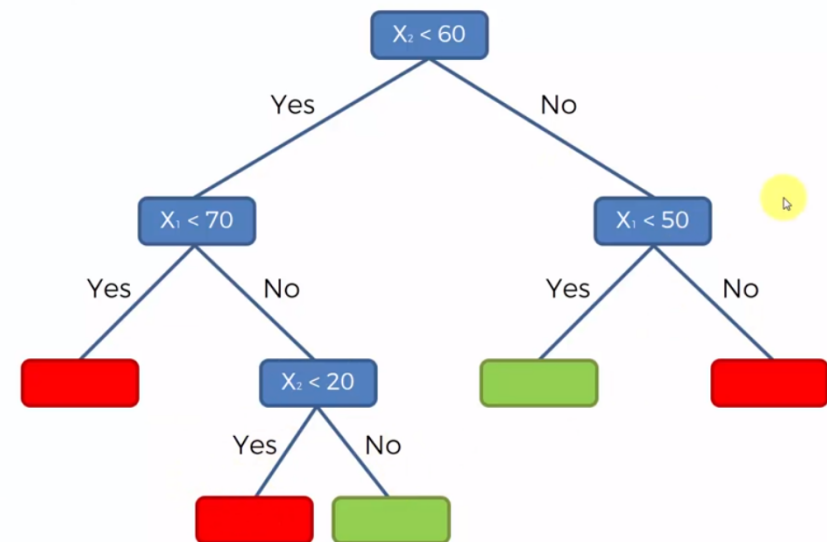 X₂ < 60
Yes
No
X₁ < 70
X₁ < 50
Yes
No
Yes
No
X₂ < 20
Yes
No